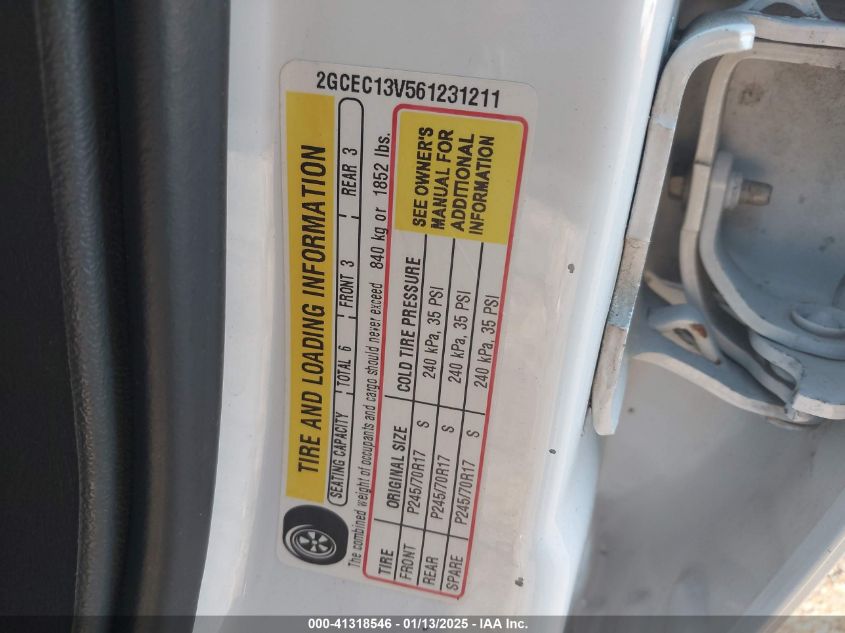 2GCEC13V561231211
TIRE AND LOADING INFORMATION
SEATING CAPACITY TOTAL 6 FRONT 3 REAR 3
The combined weight of occupants and cargo should never exceed 840 kg or 1852 lbs.
TIRE ORIGINAL SIZE COLD TIRE PRESSURE
FRONT P245/70R17 S 240 kPa, 35 PSI
REAR P245/70R17 S 240 kPa, 35 PSI
SPARE P245/70R17 S 240 kPa, 35 PSI
SEE OWNER'S
MANUAL FOR
ADDITIONAL
INFORMATION
000-41318546 - 01/13/2025 - IAA Inc.